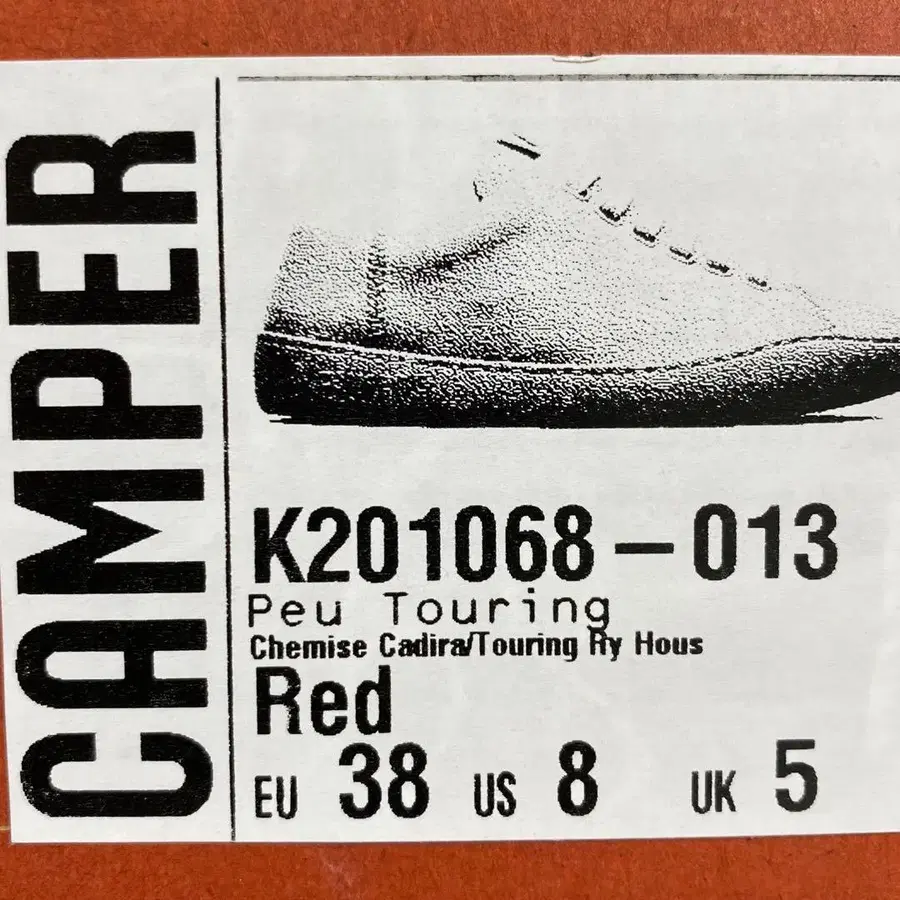 CAMPER
K201068-013
Peu Touring
Chemise Cadira/Touring Ry Hous
Red
EU 38 US 8 UK 5